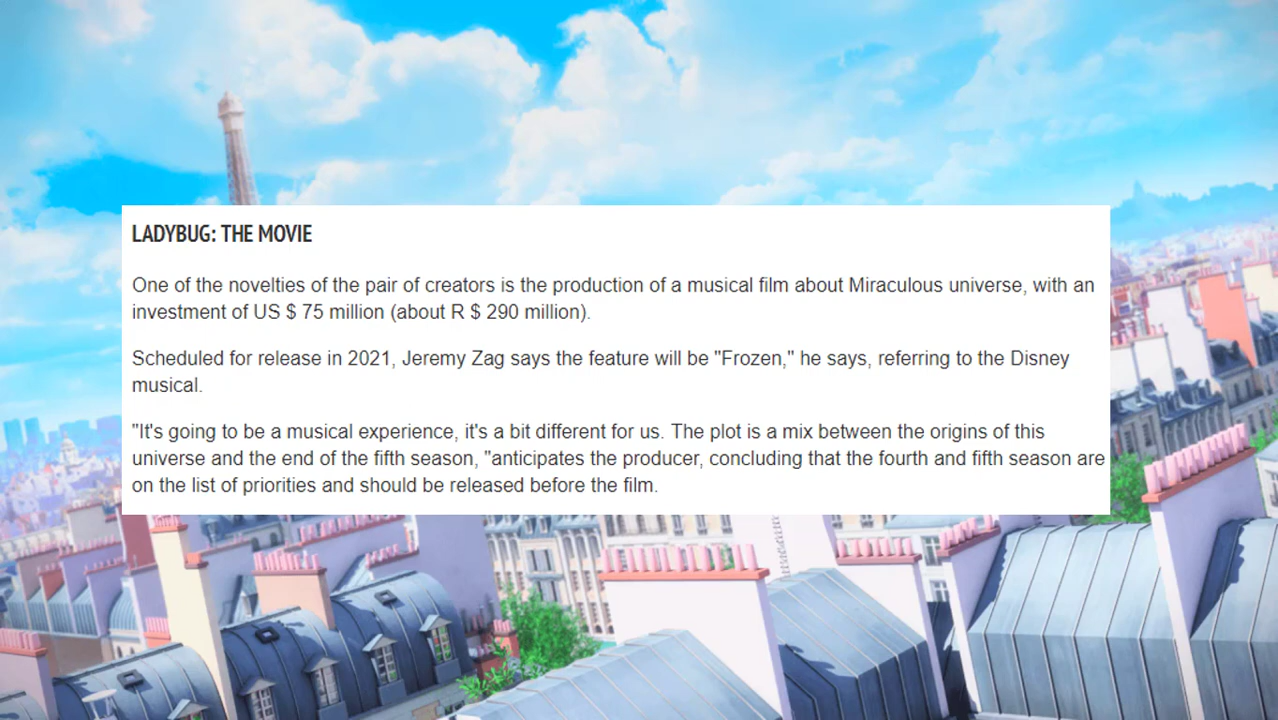 LADYBUG: THE MOVIE
One of the novelties of the pair of creators is the production of a musical film about Miraculous universe, with an
investment of US $ 75 million (about R $ 290 million).
Scheduled for release in 2021, Jeremy Zag says the feature will be "Frozen," he says, referring to the Disney
musical.
"It's going to be a musical experience, it's a bit different for us. The plot is a mix between the origins of this
universe and the end of the fifth season, "anticipates the producer, concluding that the fourth and fifth season are
on the list of priorities and should be released before the film.